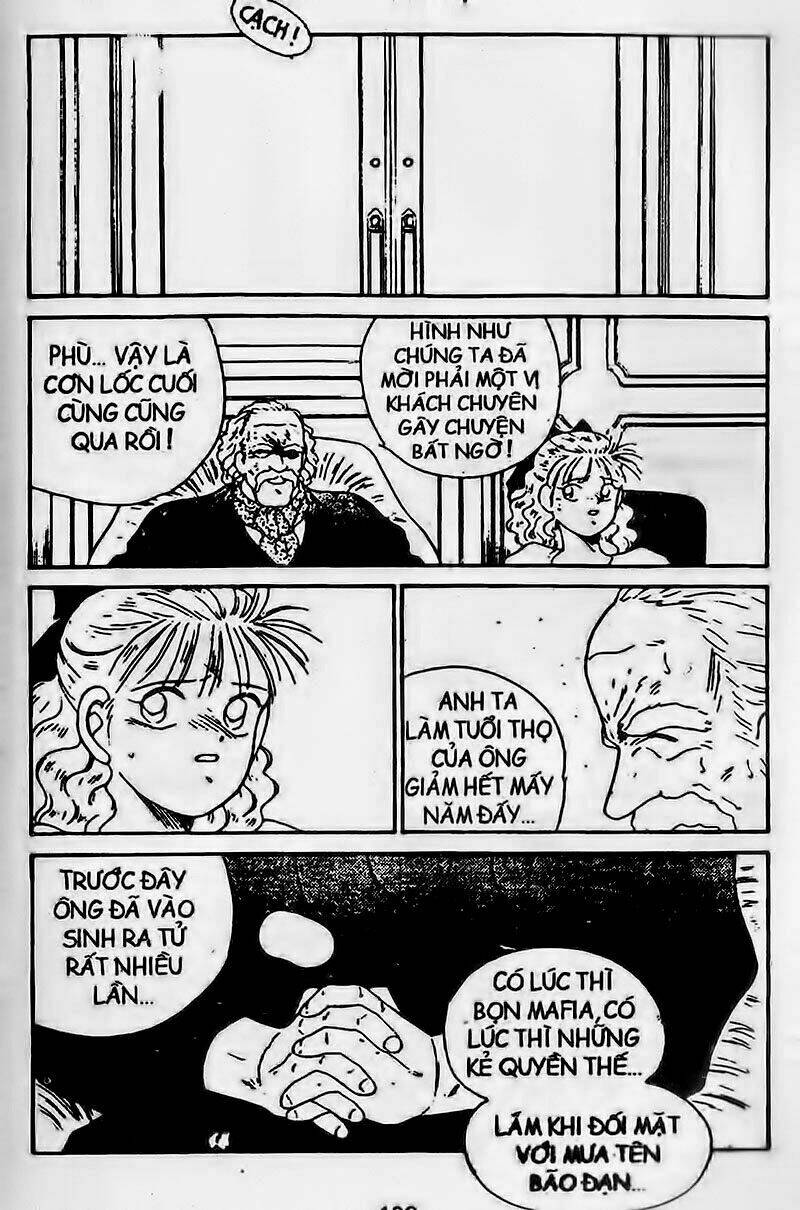 CẠCH!
PHÙ... VẬY LÀ
CƠN LỐC CUỐI
CÙNG CŨNG
QUA RỒI!
HÌNH NHƯ
CHÚNG TA ĐÃ
MỜI PHẢI MỘT VỊ
KHÁCH CHUYÊN
GÂY CHUYỆN
BẤT NGỜ!
ANH TA
LÀM TUỔI THỌ
CỦA ÔNG
GIẢM HẾT MẤY
NĂM ĐẤY...
TRƯỚC ĐÂY
ÔNG ĐÃ VÀO
SINH RA TỬ
RẤT NHIỀU
LẦN...
CÓ LÚC THÌ
BỌN MAFIA, CÓ
LÚC THÌ NHỮNG
KẺ QUYỀN THẾ...
LẮM KHI ĐỐI MẶT
VỚI MƯA TÊN
BÃO ĐẠN...